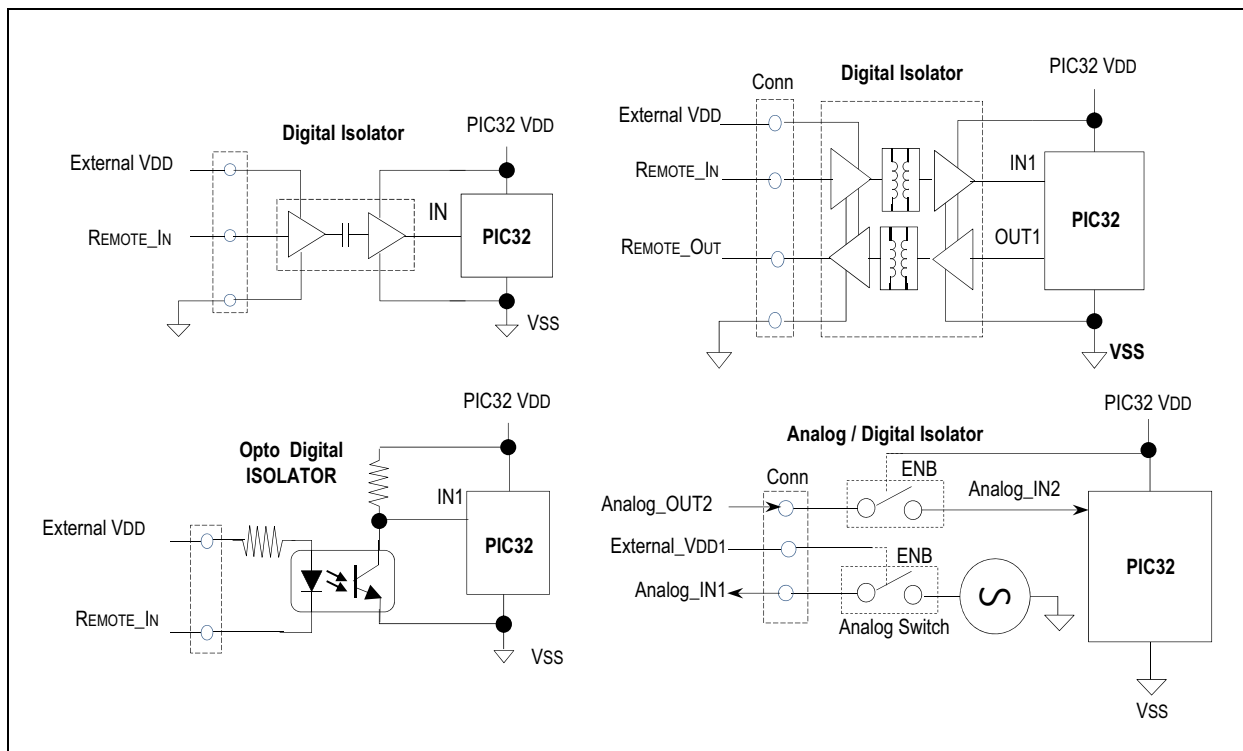 Digital Isolator
PIC32 VDD
External VDD
REMOTE_IN
IN
PIC32
VSS
Conn
Digital Isolator
PIC32 VDD
External VDD
REMOTE_IN
IN1
PIC32
REMOTE_OUT
OUT1
VSS
PIC32 VDD
Opto Digital
ISOLATOR
IN1
External VDD
PIC32
REMOTE_IN
VSS
PIC32 VDD
Analog / Digital Isolator
Conn
ENB
Analog_OUT2
Analog_IN2
External_VDD1
ENB
PIC32
Analog_IN1
S
Analog Switch
VSS